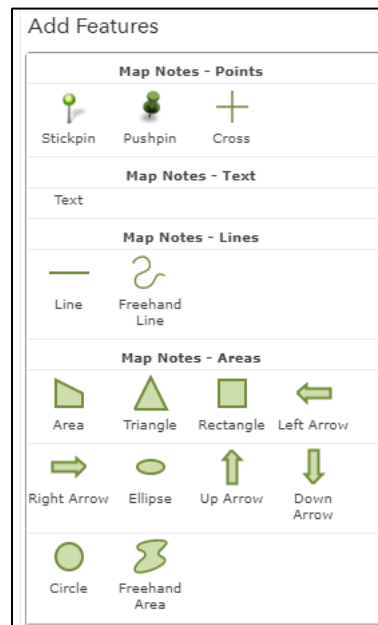 Add Features
Map Notes - Points
Stickpin Pushpin Cross
Map Notes - Text
Text
Map Notes - Lines
Line Freehand
Line
Map Notes - Areas
Area Triangle Rectangle Left Arrow
Right Arrow Ellipse Up Arrow Down
Arrow
Circle Freehand
Area